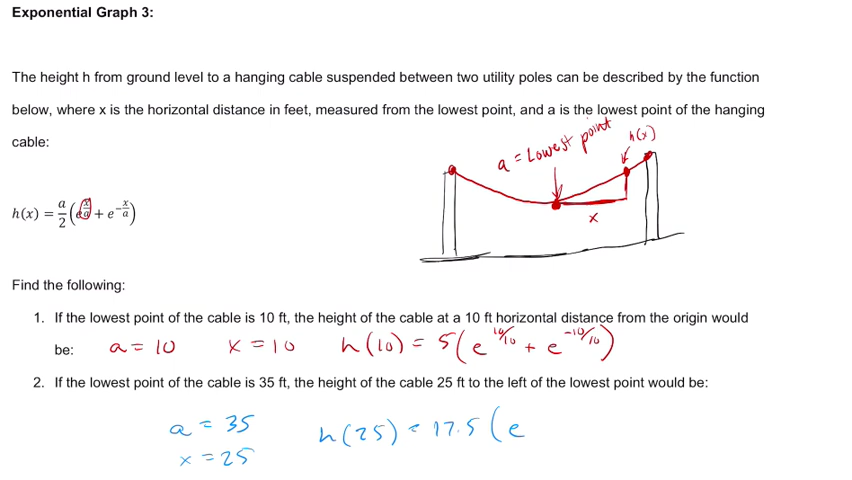 Exponential Graph 3:
The height h from ground level to a hanging cable suspended between two utility poles can be described by the function
below, where x is the horizontal distance in feet, measured from the lowest point, and a is the lowest point of the hanging
cable:
a = Lowest point
h(x)
x
h(x) = a/2 (e^(x/a) + e^(-x/a))
Find the following:
1. If the lowest point of the cable is 10 ft, the height of the cable at a 10 ft horizontal distance from the origin would
be: a = 10 x = 10 h(10) = 5(e^(10/10) + e^(-10/10))
2. If the lowest point of the cable is 35 ft, the height of the cable 25 ft to the left of the lowest point would be:
a = 35 h(25) = 17.5 (e
x = 25